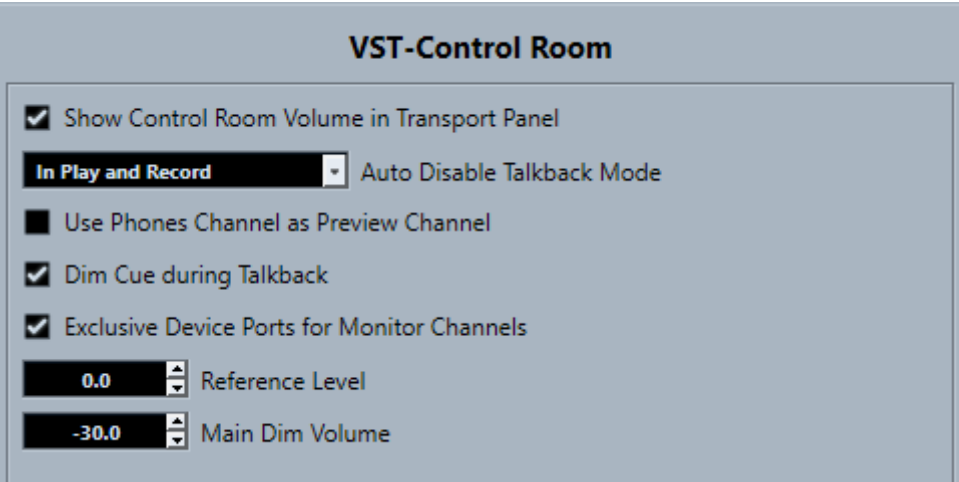 VST-Control Room
Show Control Room Volume in Transport Panel
In Play and Record Auto Disable Talkback Mode
Use Phones Channel as Preview Channel
Dim Cue during Talkback
Exclusive Device Ports for Monitor Channels
0.0 Reference Level
-30.0 Main Dim Volume